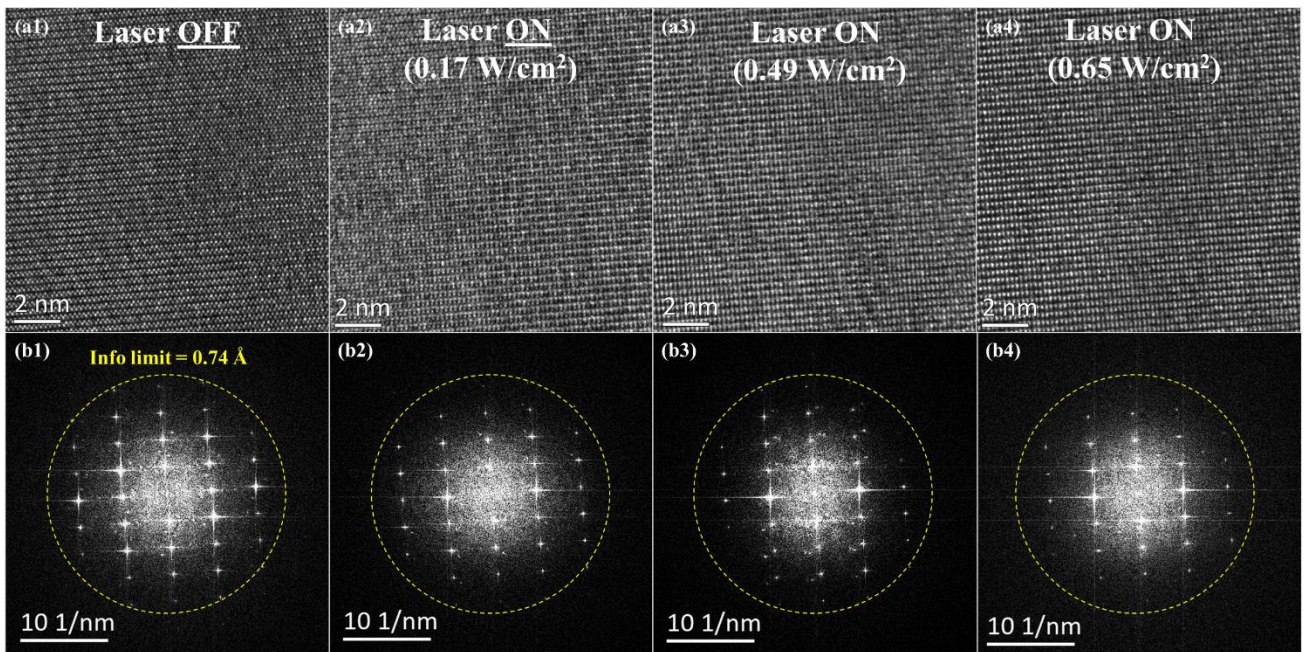 (a1) Laser OFF
(a2) Laser ON
(0.17 W/cm²)
(a3) Laser ON
(0.49 W/cm²)
(a4) Laser ON
(0.65 W/cm²)
2 nm
2 nm
2 nm
2 nm
(b1)
Info limit = 0.74 Å
(b2)
(b3)
(b4)
10 1/nm
10 1/nm
10 1/nm
10 1/nm